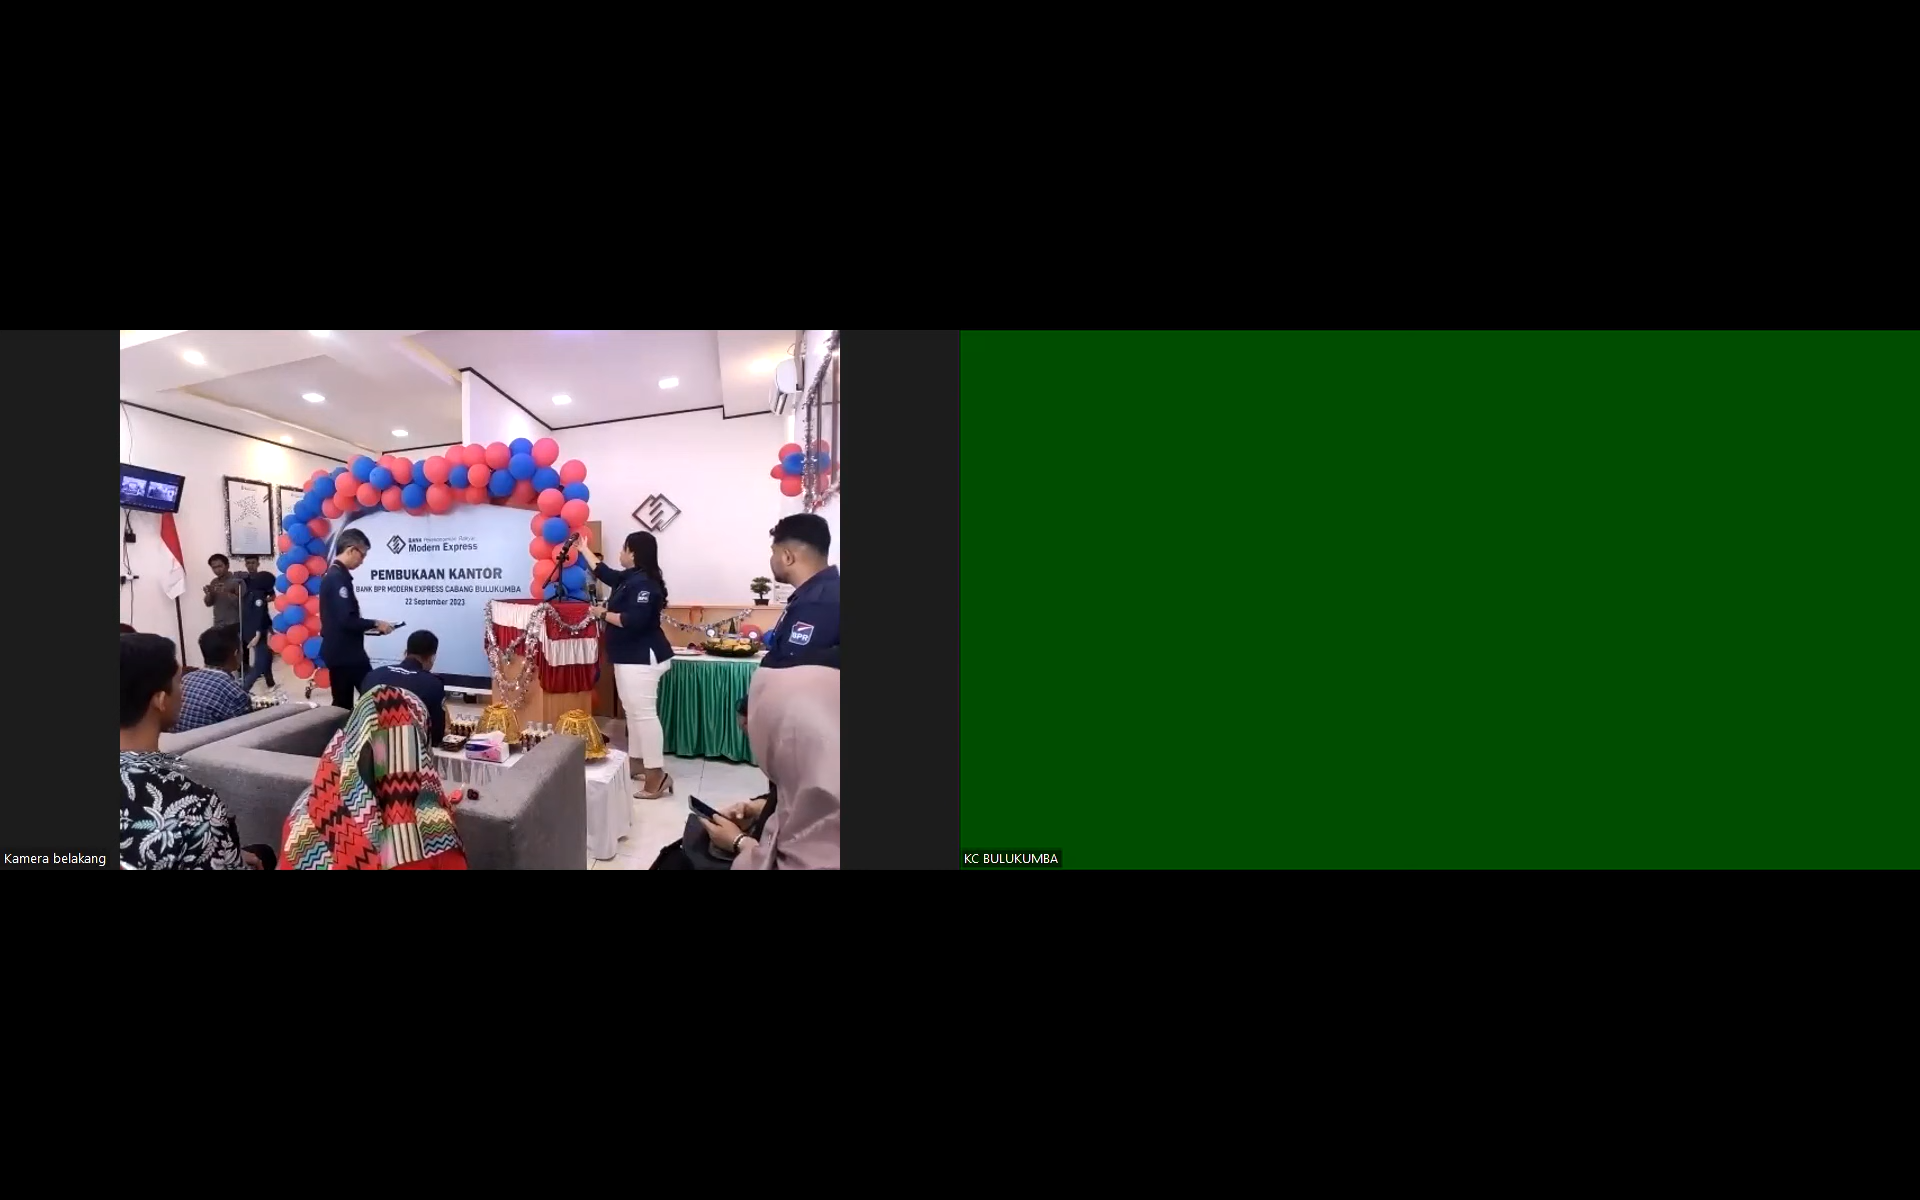 BANK Perekonomian Rakyat
Modern Express
PEMBUKAAN KANTOR
BANK BPR MODERN EXPRESS CABANG BULUKUMBA
22 September 2023
BPR
BPR
Kamera belakang
KC BULUKUMBA